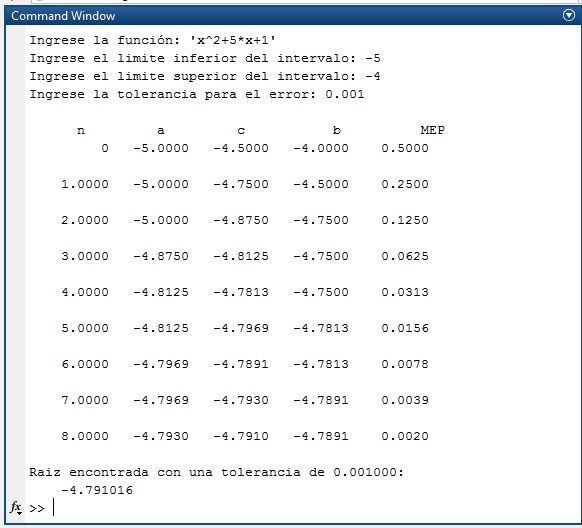 Command Window
Ingrese la función: 'x^2+5*x+1'
Ingrese el limite inferior del intervalo: -5
Ingrese el limite superior del intervalo: -4
Ingrese la tolerancia para el error: 0.001
n a c b MEP
0 -5.0000 -4.5000 -4.0000 0.5000
1.0000 -5.0000 -4.7500 -4.5000 0.2500
2.0000 -5.0000 -4.8750 -4.7500 0.1250
3.0000 -4.8750 -4.8125 -4.7500 0.0625
4.0000 -4.8125 -4.7813 -4.7500 0.0313
5.0000 -4.8125 -4.7969 -4.7813 0.0156
6.0000 -4.7969 -4.7891 -4.7813 0.0078
7.0000 -4.7969 -4.7930 -4.7891 0.0039
8.0000 -4.7930 -4.7910 -4.7891 0.0020
Raiz encontrada con una tolerancia de 0.001000:
-4.791016
fx >>